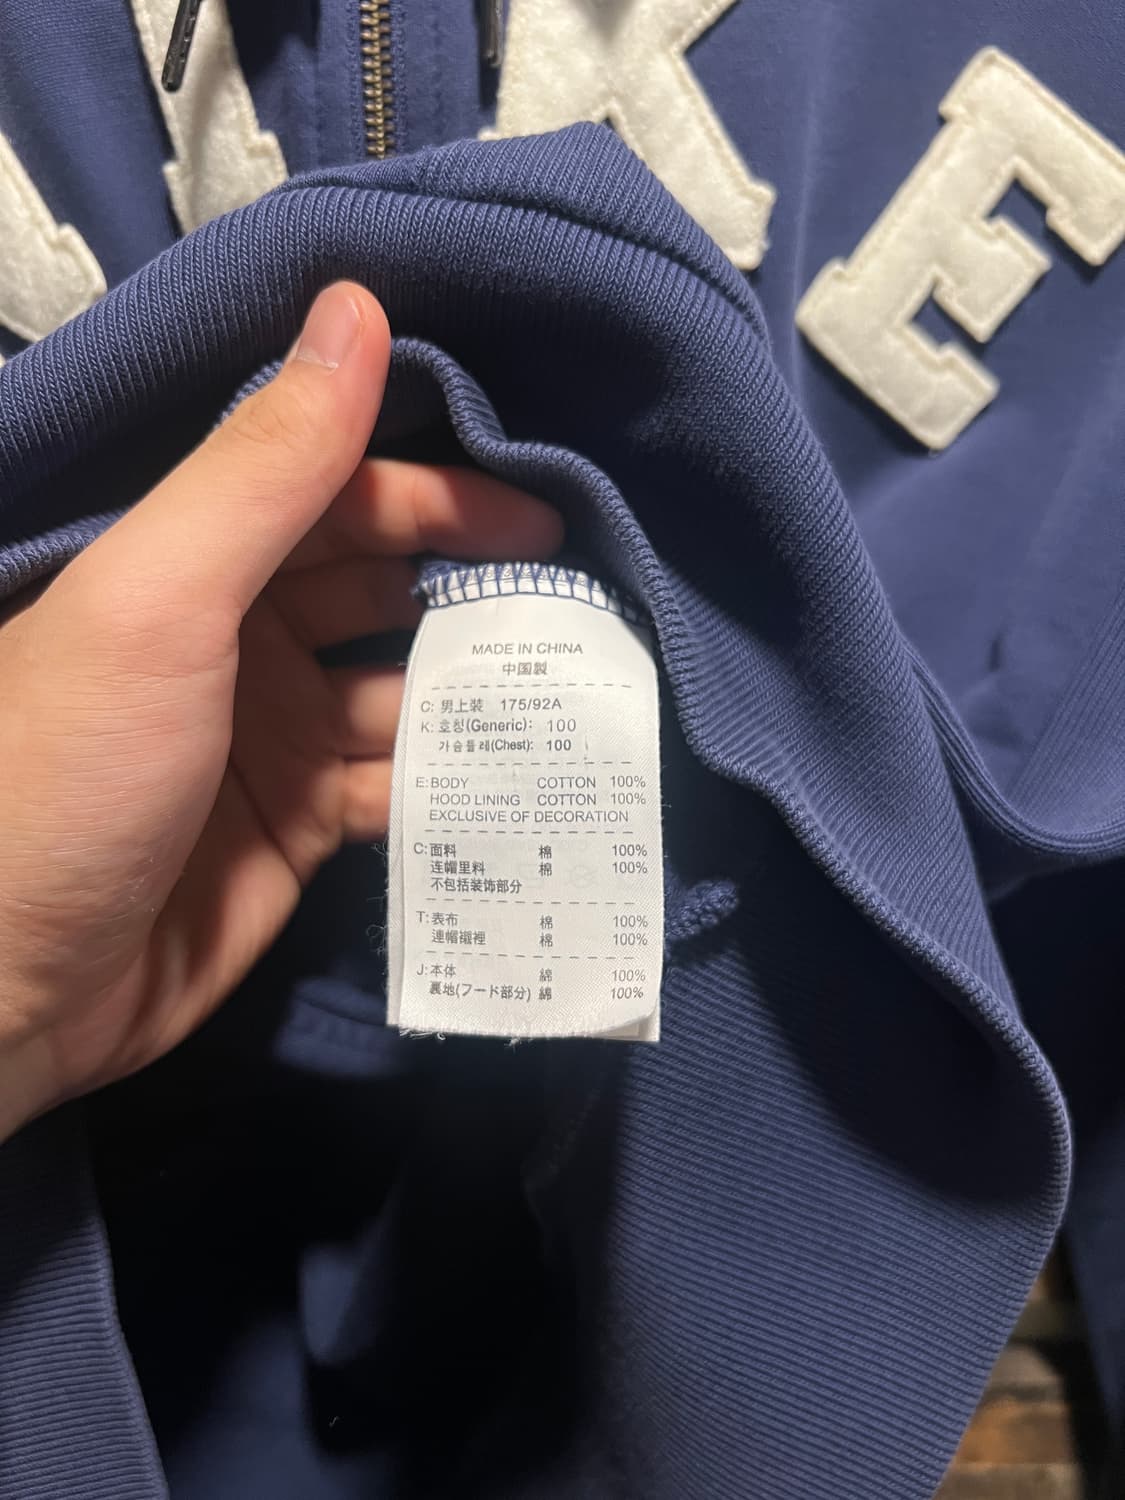 KE
MADE IN CHINA
中国製
C: 男上装 175/92A
K: 호칭(Generic): 100
가슴둘레(Chest): 100
E: BODY COTTON 100%
HOOD LINING COTTON 100%
EXCLUSIVE OF DECORATION
C: 面料 棉 100%
连帽里料 棉 100%
不包括装饰部分
T: 表布 棉 100%
連帽襯裡 棉 100%
J: 本体 綿 100%
裏地(フード部分) 綿 100%